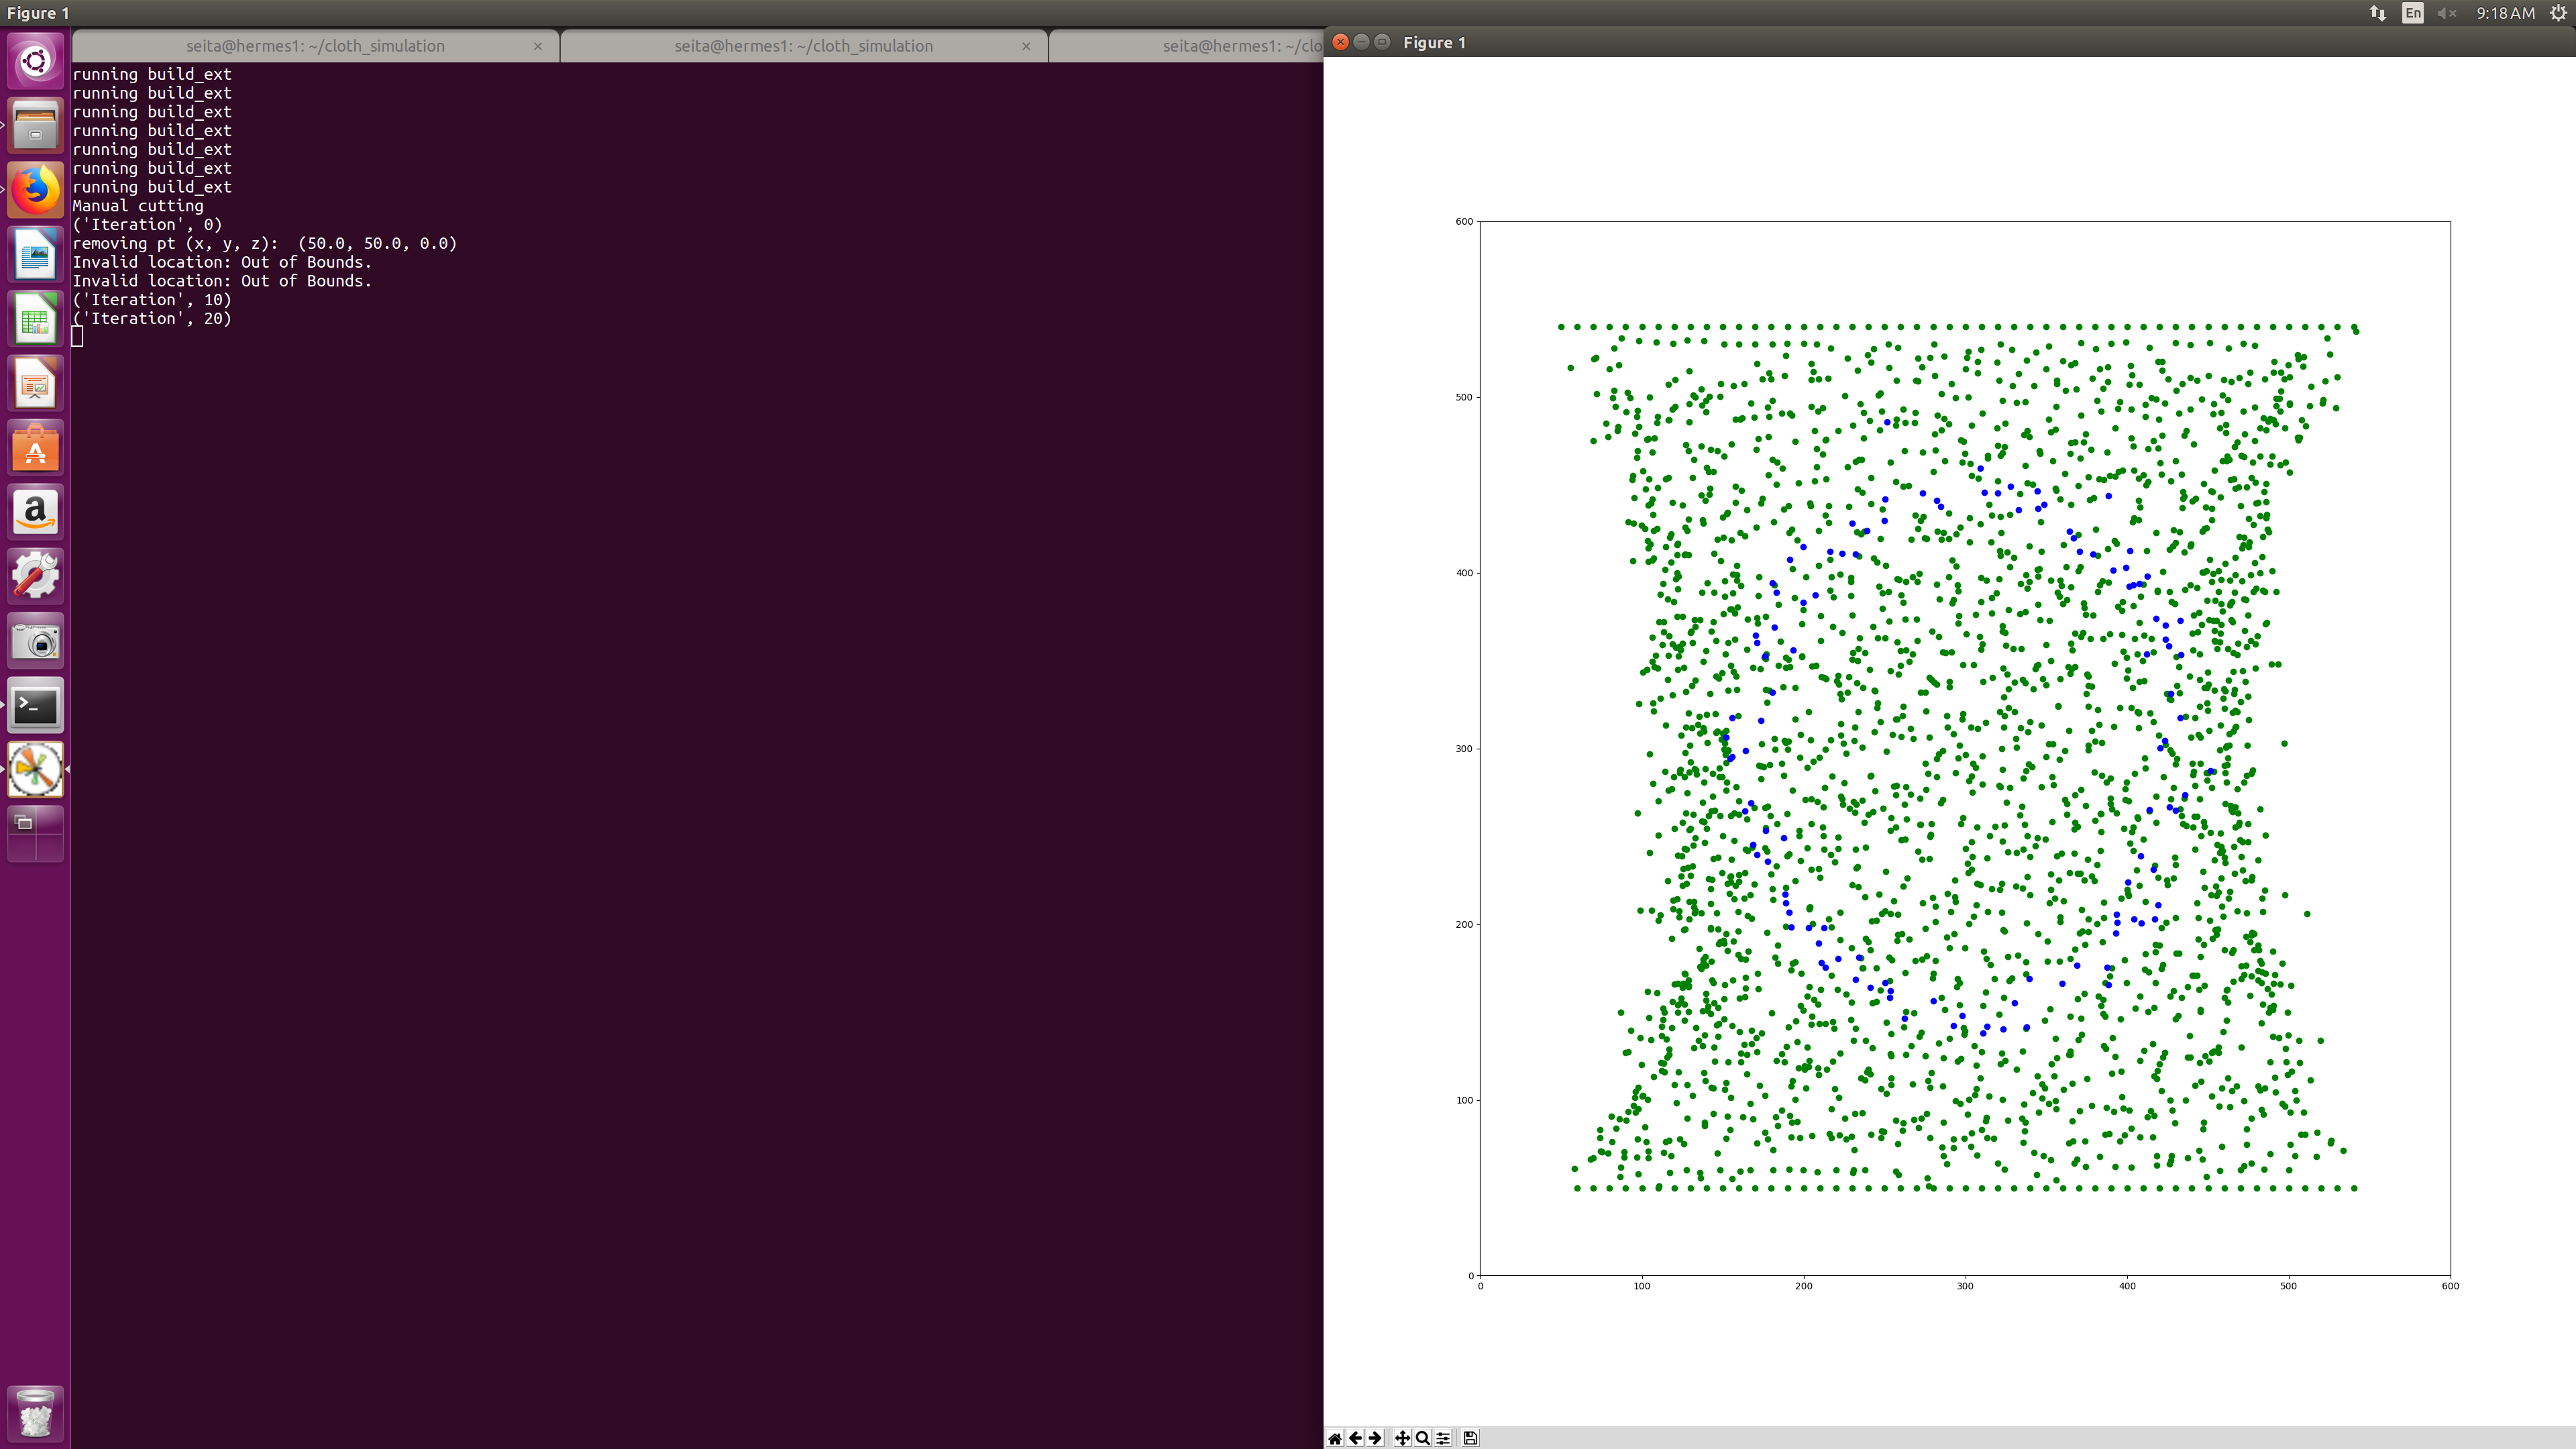 Figure 1
En
9:18 AM
seita@hermes1: ~/cloth_simulation
seita@hermes1: ~/cloth_simulation
seita@hermes1: ~/clo
Figure 1
running build_ext
running build_ext
running build_ext
running build_ext
running build_ext
running build_ext
running build_ext
Manual cutting
('Iteration', 0)
removing pt (x, y, z):  (50.0, 50.0, 0.0)
Invalid location: Out of Bounds.
Invalid location: Out of Bounds.
('Iteration', 10)
('Iteration', 20)
600
500
400
300
200
100
0
0 100 200 300 400 500 600